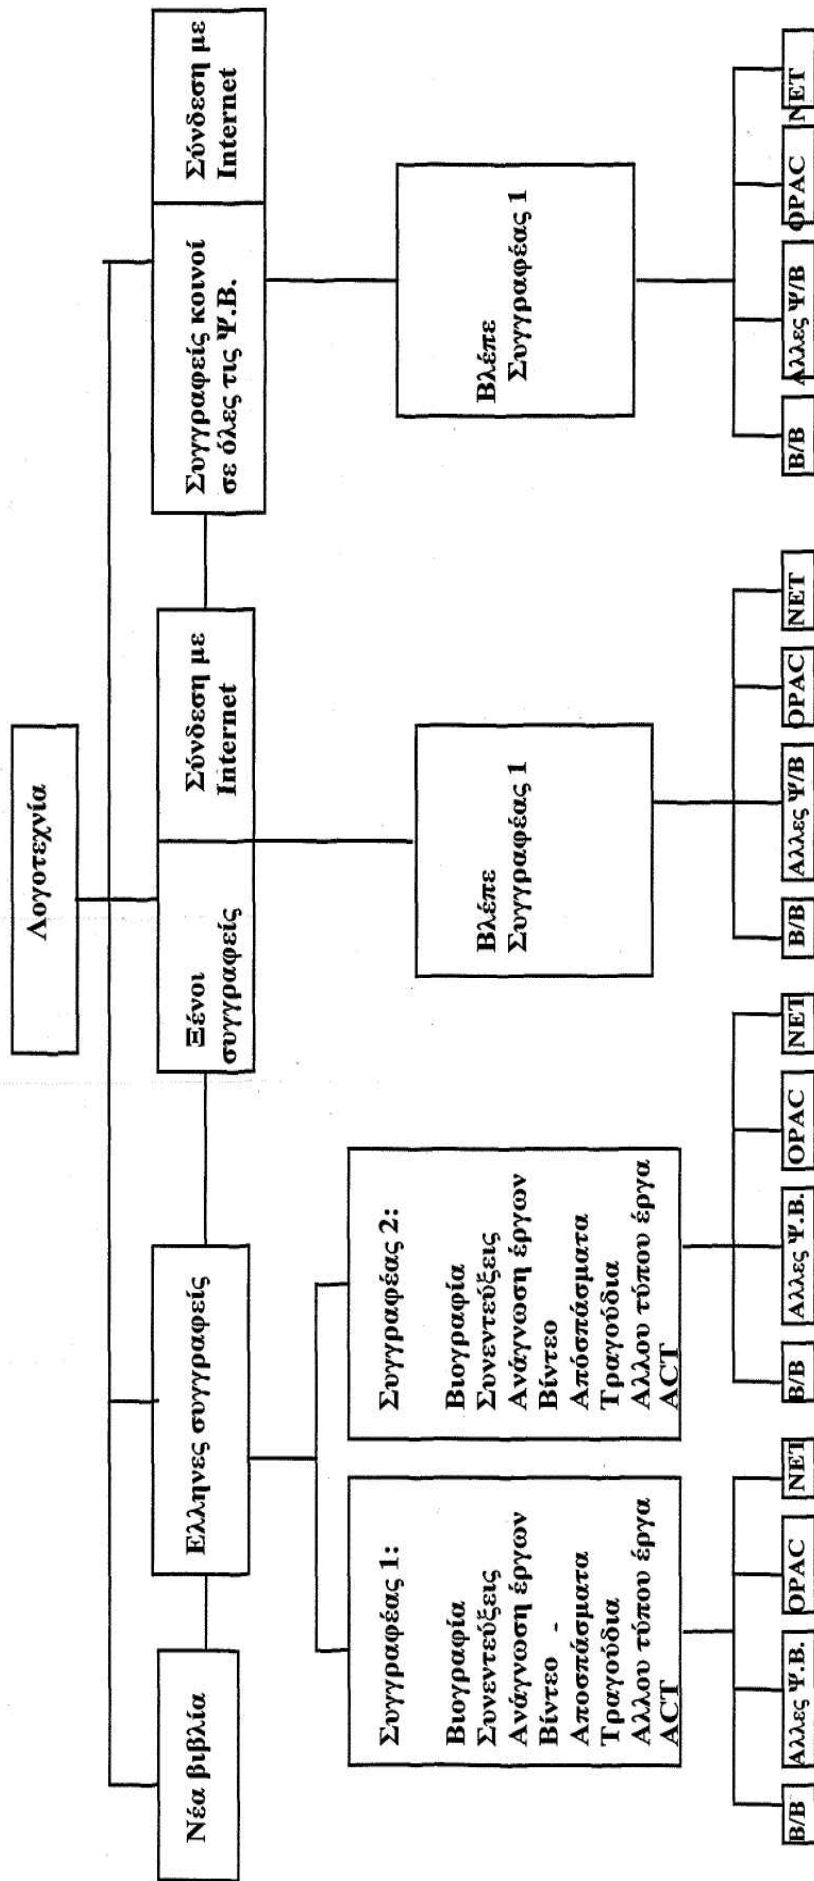 Λογοτεχνία
Νέα βιβλία
Ελληνες συγγραφείς
Ξένοι
συγγραφείς
Σύνδεση με
Internet
Συγγραφείς κοινοί
σε όλες τις Ψ.Β.
Σύνδεση με
Internet
Συγγραφέας 1:
Βιογραφία
Συνεντεύξεις
Ανάγνωση έργων
Βίντεο -
Αποσπάσματα
Τραγούδια
Αλλου τύπου έργα
ACT
Συγγραφέας 2:
Βιογραφία
Συνεντεύξεις
Ανάγνωση έργων
Βίντεο
Απόσπάσματα
Τραγούδια
Αλλου τύπου έργα
ACT
Βλέπε
Συγγραφέας 1
Βλέπε
Συγγραφέας 1
Β/Β
Αλλες Ψ.Β.
OPAC
NET
Β/Β
Αλλες Ψ.Β.
OPAC
NET
Β/Β
Αλλες Ψ/Β
OPAC
NET
Β/Β
Αλλες Ψ/Β
OPAC
NET